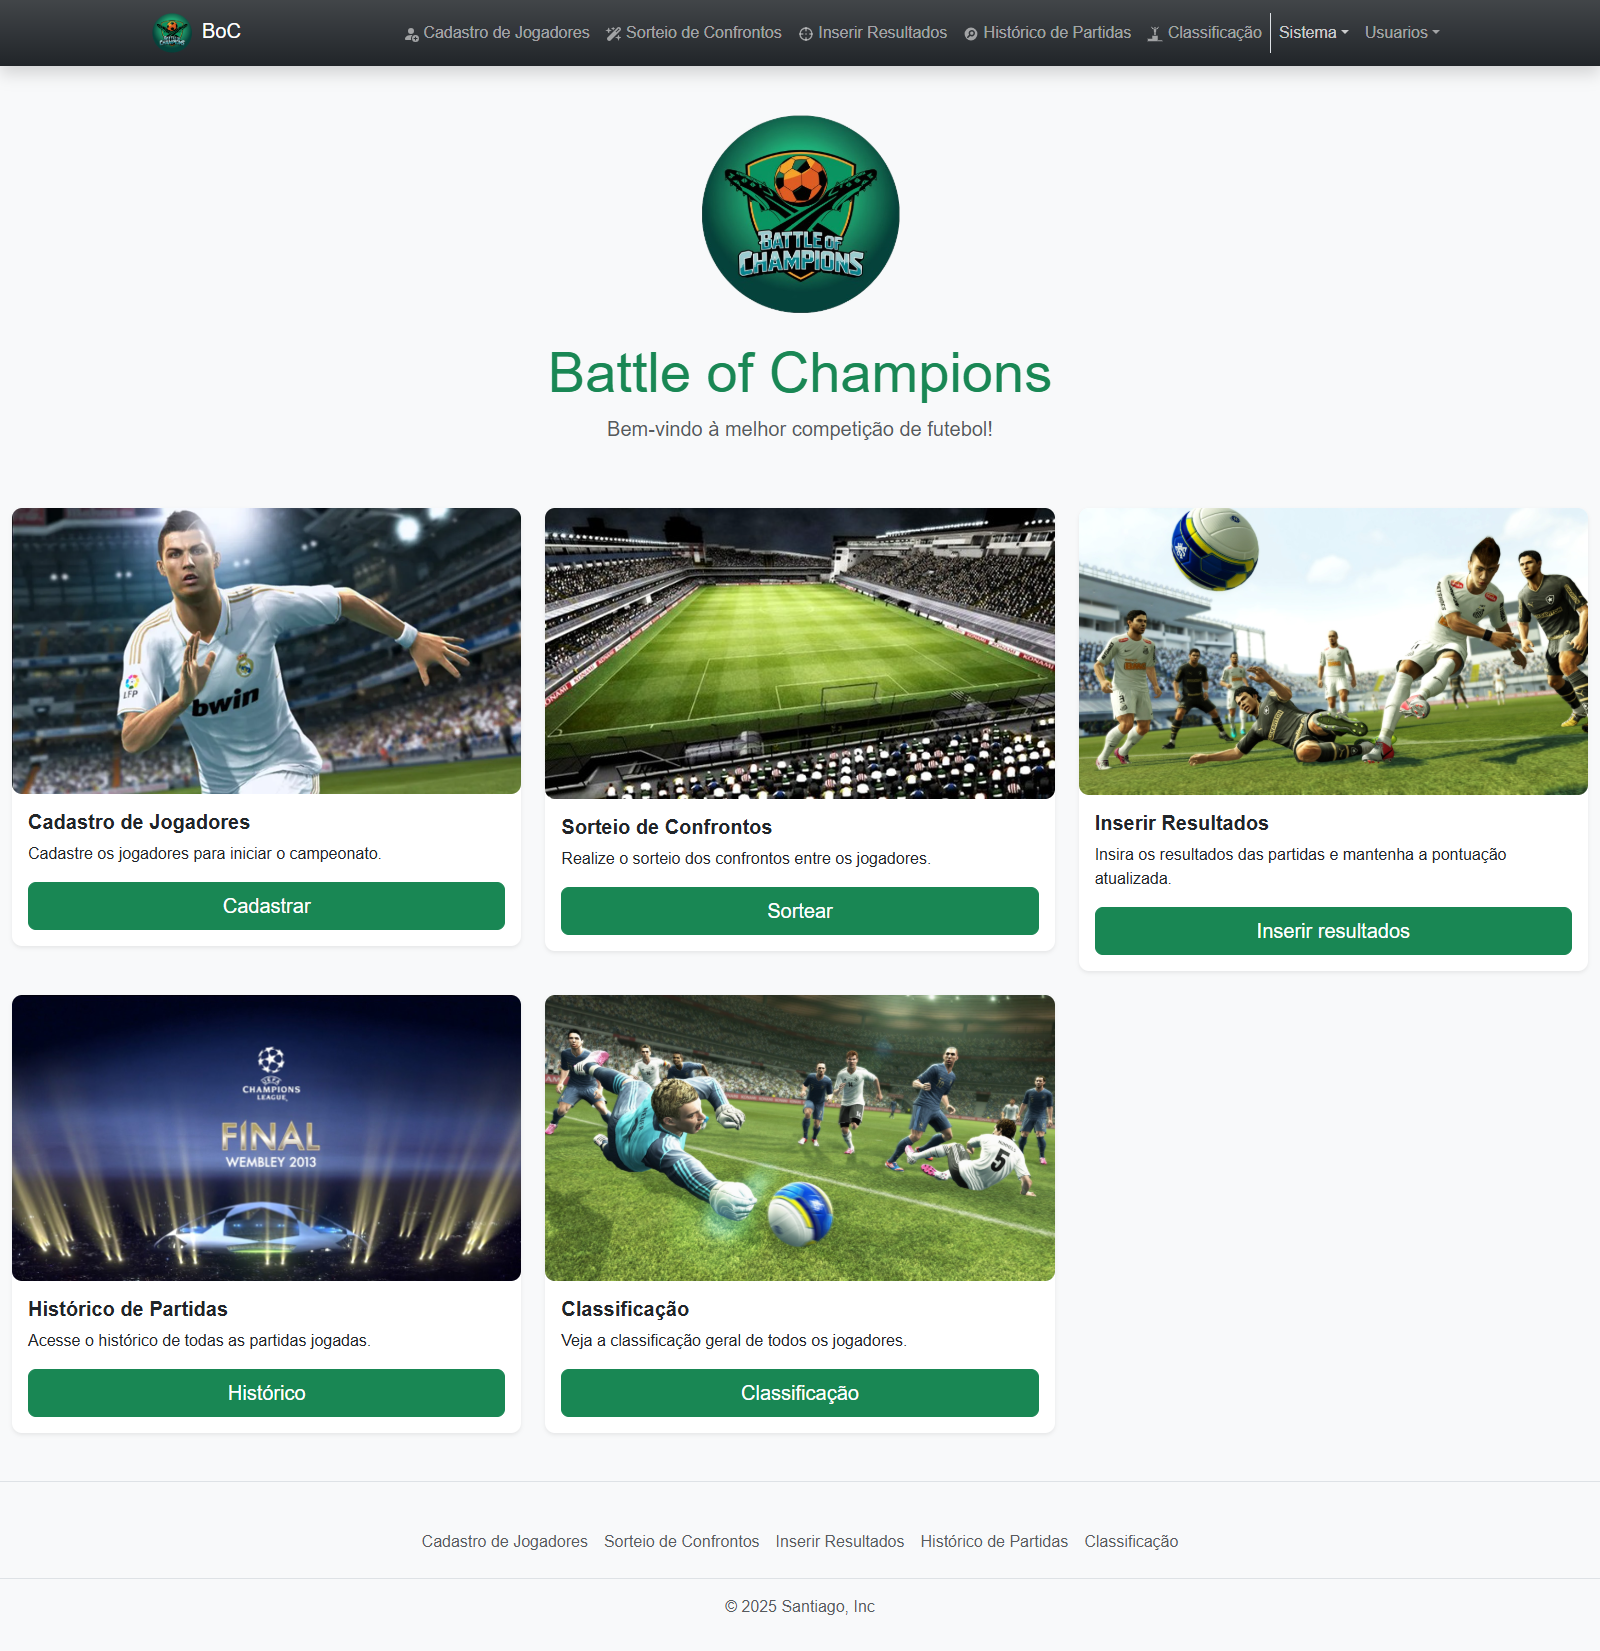 BoC
Cadastro de Jogadores
Sorteio de Confrontos
Inserir Resultados
Histórico de Partidas
Classificação
Sistema
Usuarios
BATTLE OF
CHAMPIONS
Battle of Champions
Bem-vindo à melhor competição de futebol!
LFP
bwin
KONAMI
KONAMI
Cadastro de Jogadores
Cadastre os jogadores para iniciar o campeonato.
Cadastrar
Sorteio de Confrontos
Realize o sorteio dos confrontos entre os jogadores.
Sortear
Inserir Resultados
Insira os resultados das partidas e mantenha a pontuação
atualizada.
Inserir resultados
UEFA
CHAMPIONS
LEAGUE
FINAL
WEMBLEY 2013
5
Histórico de Partidas
Acesse o histórico de todas as partidas jogadas.
Histórico
Classificação
Veja a classificação geral de todos os jogadores.
Classificação
Cadastro de Jogadores
Sorteio de Confrontos
Inserir Resultados
Histórico de Partidas
Classificação
© 2025 Santiago, Inc